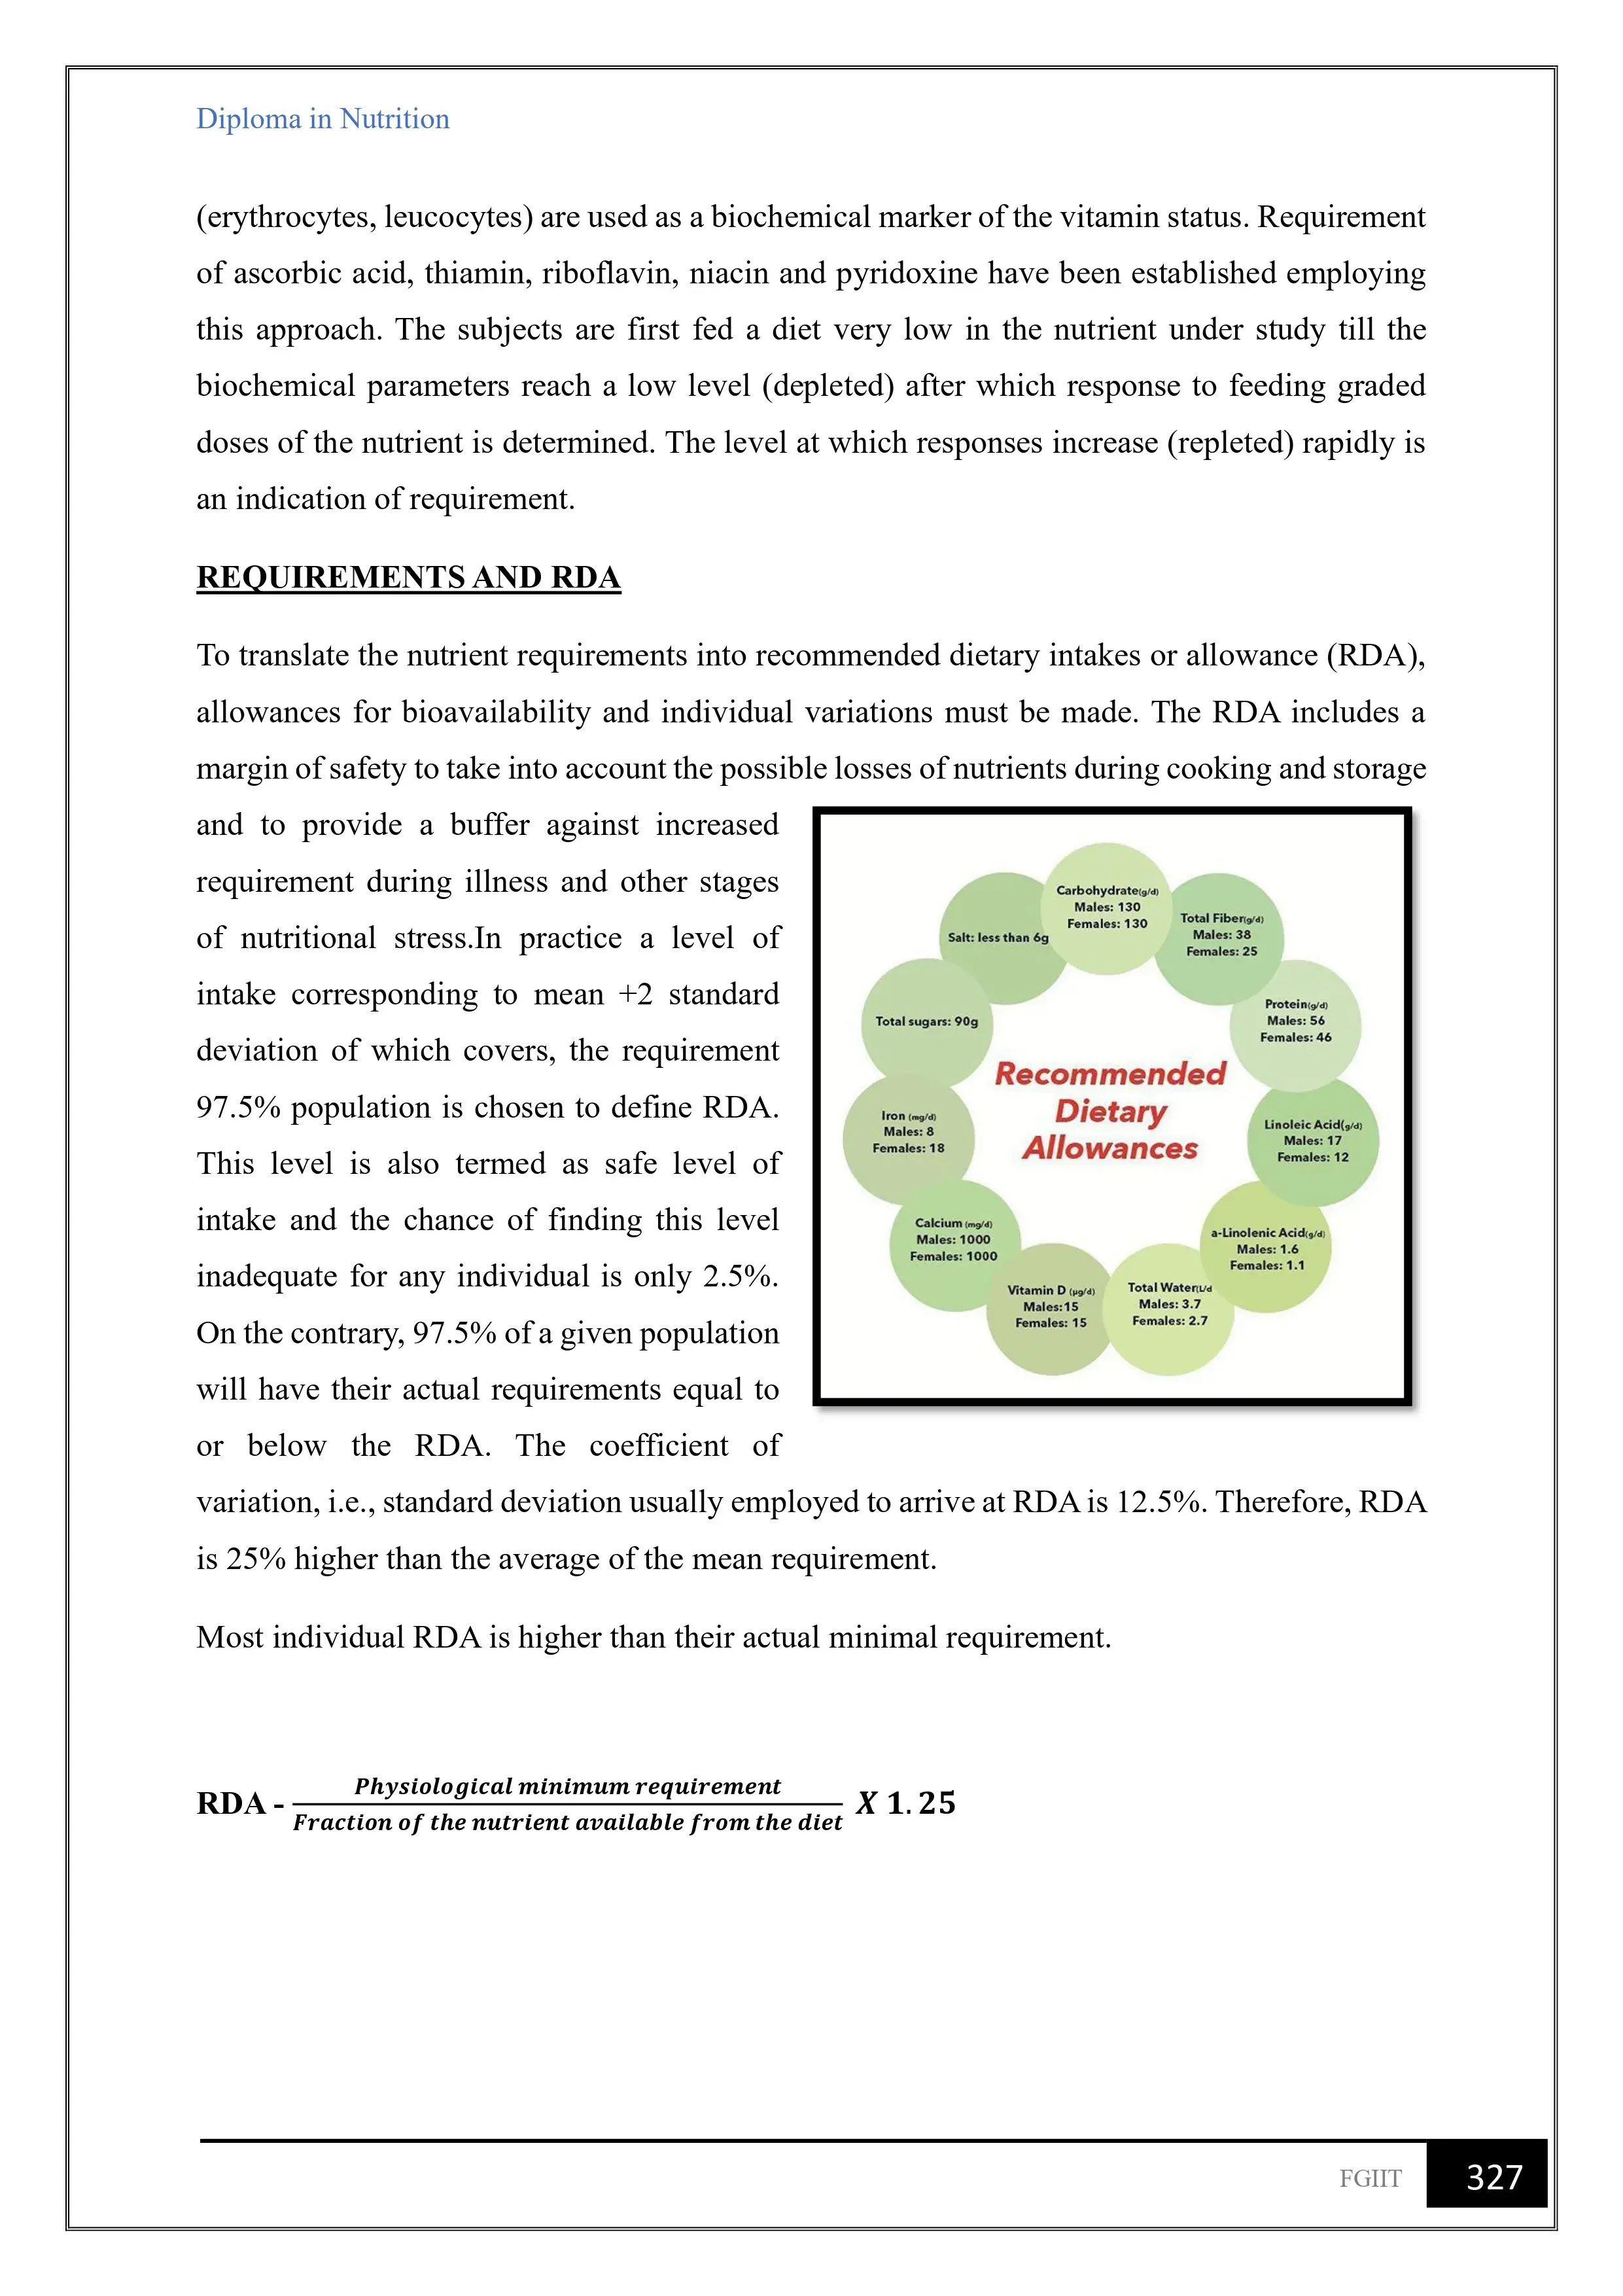 Diploma in Nutrition
(erythrocytes, leucocytes) are used as a biochemical marker of the vitamin status. Requirement
of ascorbic acid, thiamin, riboflavin, niacin and pyridoxine have been established employing
this approach. The subjects are first fed a diet very low in the nutrient under study till the
biochemical parameters reach a low level (depleted) after which response to feeding graded
doses of the nutrient is determined. The level at which responses increase (repleted) rapidly is
an indication of requirement.
REQUIREMENTS AND RDA
To translate the nutrient requirements into recommended dietary intakes or allowance (RDA),
allowances for bioavailability and individual variations must be made. The RDA includes a
margin of safety to take into account the possible losses of nutrients during cooking and storage
and to provide a buffer against increased
requirement during illness and other stages
of nutritional stress.In practice a level of
intake corresponding to mean +2 standard
deviation of which covers, the requirement
97.5% population is chosen to define RDA.
This level is also termed as safe level of
intake and the chance of finding this level
inadequate for any individual is only 2.5%.
On the contrary, 97.5% of a given population
will have their actual requirements equal to
or below the RDA. The coefficient of
variation, i.e., standard deviation usually employed to arrive at RDA is 12.5%. Therefore, RDA
is 25% higher than the average of the mean requirement.
Carbohydrate(g/d)
Males: 130
Females: 130
Total Fiber(g/d)
Males: 38
Females: 25
Protein(g/d)
Males: 56
Females: 46
Linoleic Acid(g/d)
Males: 17
Females: 12
a-Linolenic Acid(g/d)
Males: 1.6
Females: 1.1
Total Water(L/d
Males: 3.7
Females: 2.7
Vitamin D (µg/d)
Males:15
Females: 15
Calcium (mg/d)
Males: 1000
Females: 1000
Iron (mg/d)
Males: 8
Females: 18
Total sugars: 90g
Salt: less than 6g
Recommended
Dietary
Allowances
Most individual RDA is higher than their actual minimal requirement.
RDA - Physiological minimum requirement
Fraction of the nutrient available from the diet X 1.25
FGIIT 327